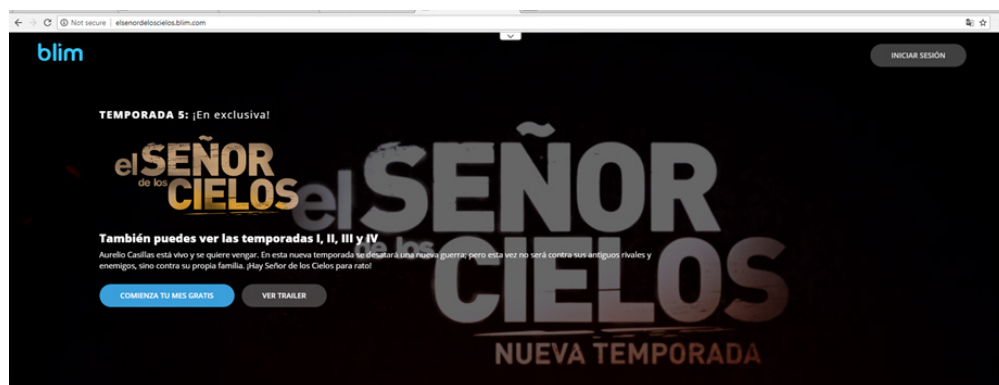 Not secure | elsenordeloscielos.blim.com
blim
INICIAR SESIÓN
TEMPORADA 5: ¡En exclusiva!
el SEÑOR
de los
CIELOS
el SEÑOR
de los
CIELOS
NUEVA TEMPORADA
También puedes ver las temporadas I, II, III y IV
Aurelio Casillas está vivo y se quiere vengar. En esta nueva temporada se desatará una nueva guerra; pero esta vez no será contra sus antiguos rivales y
enemigos, sino contra su propia familia. ¡Hay Señor de los Cielos para rato!
COMIENZA TU MES GRATIS
VER TRAILER